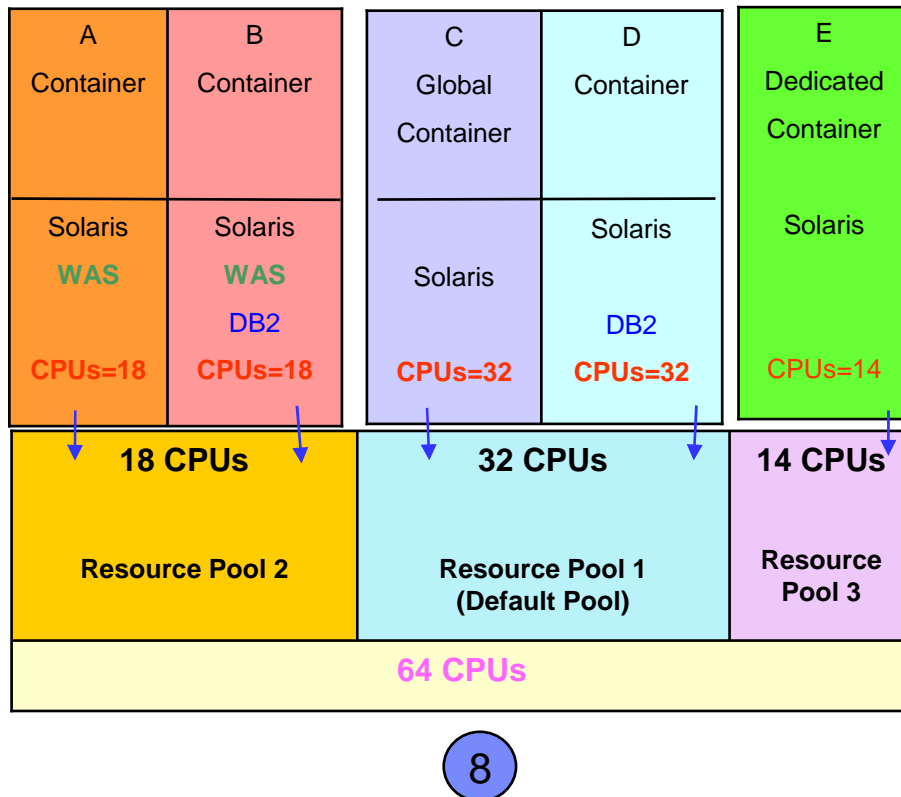 A
Container
Solaris
WAS
CPUs=18
B
Container
Solaris
WAS
DB2
CPUs=18
C
Global
Container
Solaris
CPUs=32
D
Container
Solaris
DB2
CPUs=32
E
Dedicated
Container
Solaris
CPUs=14
18 CPUs
Resource Pool 2
32 CPUs
Resource Pool 1
(Default Pool)
14 CPUs
Resource
Pool 3
64 CPUs
8